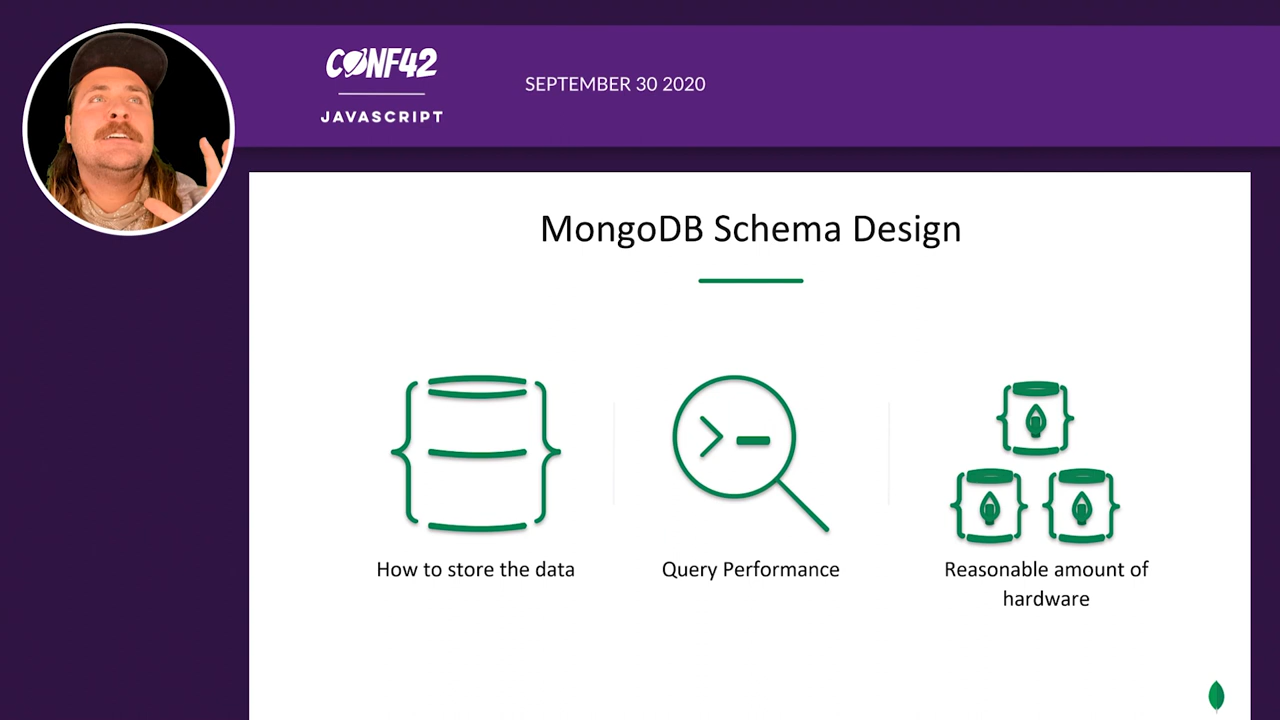 CONF42
JAVASCRIPT
SEPTEMBER 30 2020
MongoDB Schema Design
How to store the data
Query Performance
Reasonable amount of
hardware